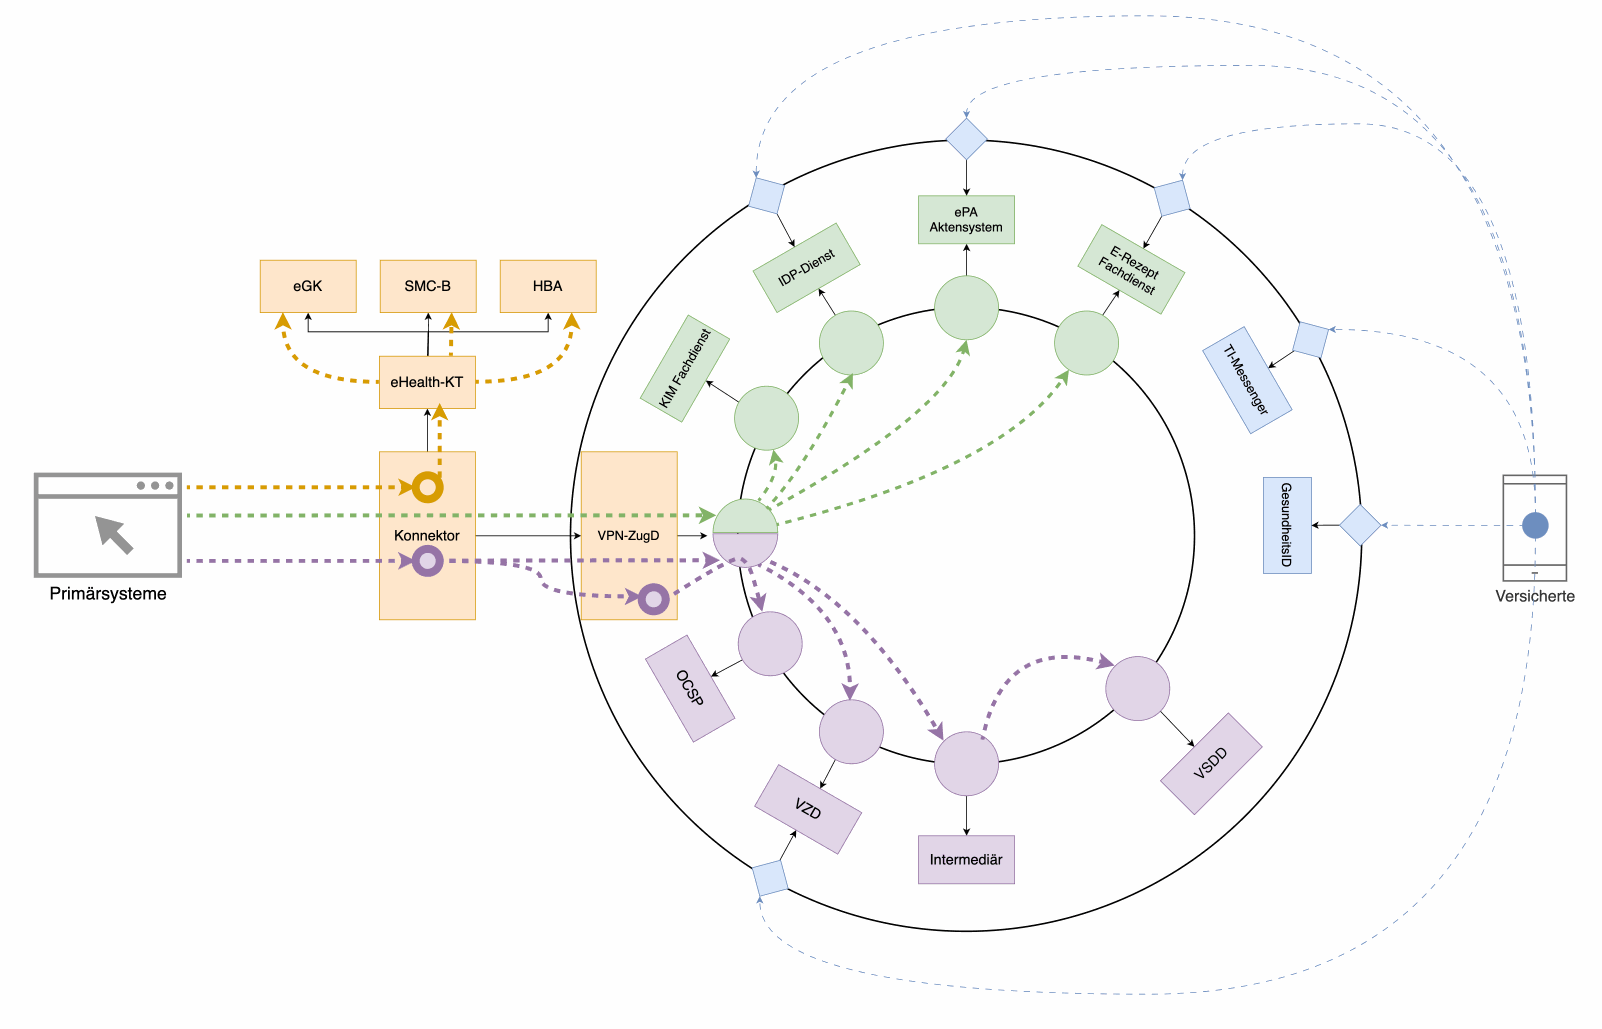 ePA
Aktensystem
IDP-Dienst
E-Rezept
Fachdienst
eGK
SMC-B
HBA
KIM Fachdienst
TI-Messenger
eHealth-KT
GesundheitsID
Konnektor
VPN-ZugD
Primärsysteme
Versicherte
OCSP
VZD
VSDD
Intermediär